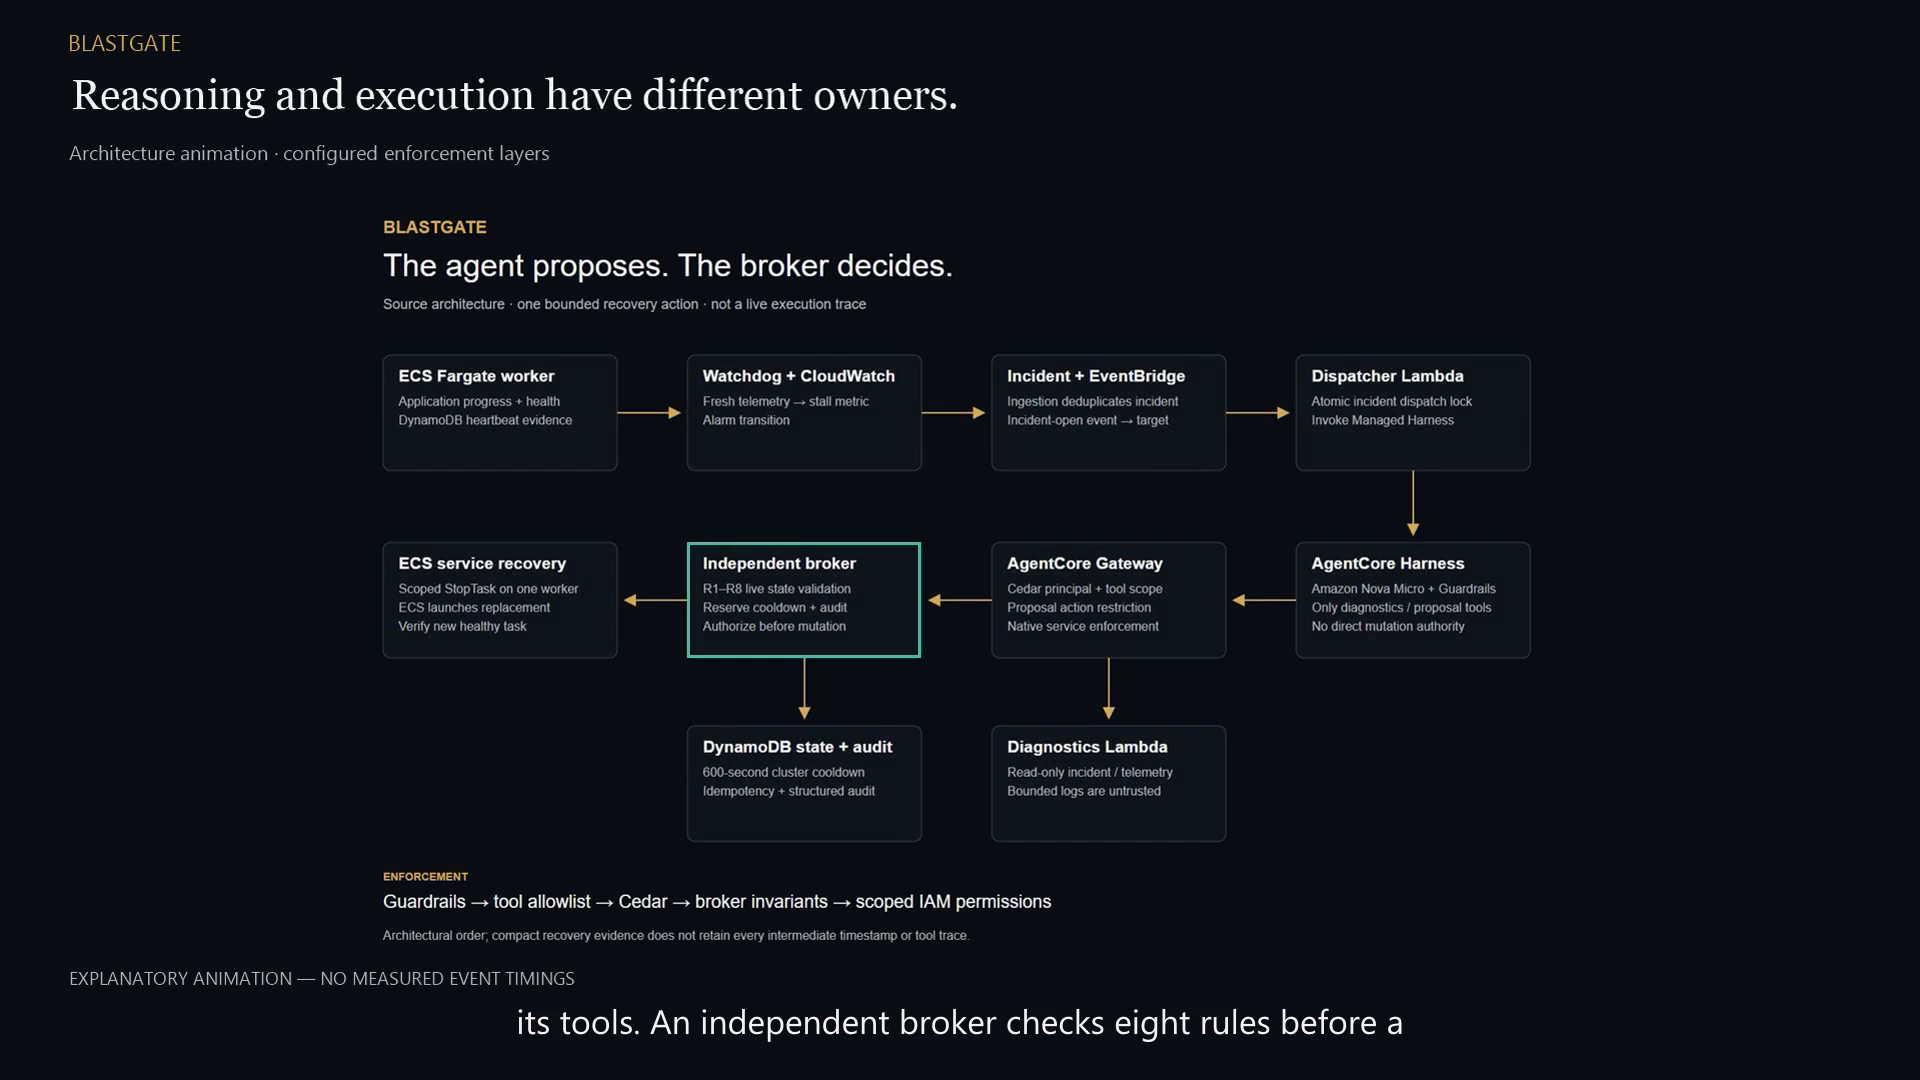 BLASTGATE
Reasoning and execution have different owners.
Architecture animation · configured enforcement layers
BLASTGATE
The agent proposes. The broker decides.
Source architecture · one bounded recovery action · not a live execution trace
ECS Fargate worker
Application progress + health
DynamoDB heartbeat evidence
Watchdog + CloudWatch
Fresh telemetry → stall metric
Alarm transition
Incident + EventBridge
Ingestion deduplicates incident
Incident-open event → target
Dispatcher Lambda
Atomic incident dispatch lock
Invoke Managed Harness
ECS service recovery
Scoped StopTask on one worker
ECS launches replacement
Verify new healthy task
Independent broker
R1–R8 live state validation
Reserve cooldown + audit
Authorize before mutation
AgentCore Gateway
Cedar principal + tool scope
Proposal action restriction
Native service enforcement
AgentCore Harness
Amazon Nova Micro + Guardrails
Only diagnostics / proposal tools
No direct mutation authority
DynamoDB state + audit
600-second cluster cooldown
Idempotency + structured audit
Diagnostics Lambda
Read-only incident / telemetry
Bounded logs are untrusted
ENFORCEMENT
Guardrails → tool allowlist → Cedar → broker invariants → scoped IAM permissions
Architectural order; compact recovery evidence does not retain every intermediate timestamp or tool trace.
EXPLANATORY ANIMATION — NO MEASURED EVENT TIMINGS
its tools. An independent broker checks eight rules before a